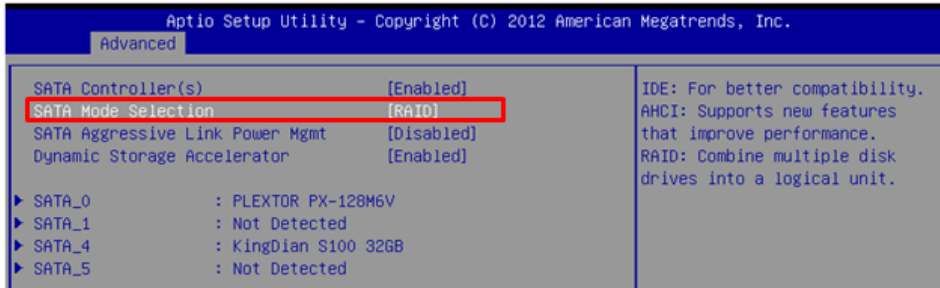 Aptio Setup Utility - Copyright (C) 2012 American Megatrends, Inc.
Advanced
SATA Controller(s) [Enabled]
SATA Mode Selection [RAID]
SATA Aggressive Link Power Mgmt [Disabled]
Dynamic Storage Accelerator [Enabled]
SATA_0 : PLEXTOR PX-128M6V
SATA_1 : Not Detected
SATA_4 : KingDian S100 32GB
SATA_5 : Not Detected
IDE: For better compatibility.
AHCI: Supports new features
that improve performance.
RAID: Combine multiple disk
drives into a logical unit.